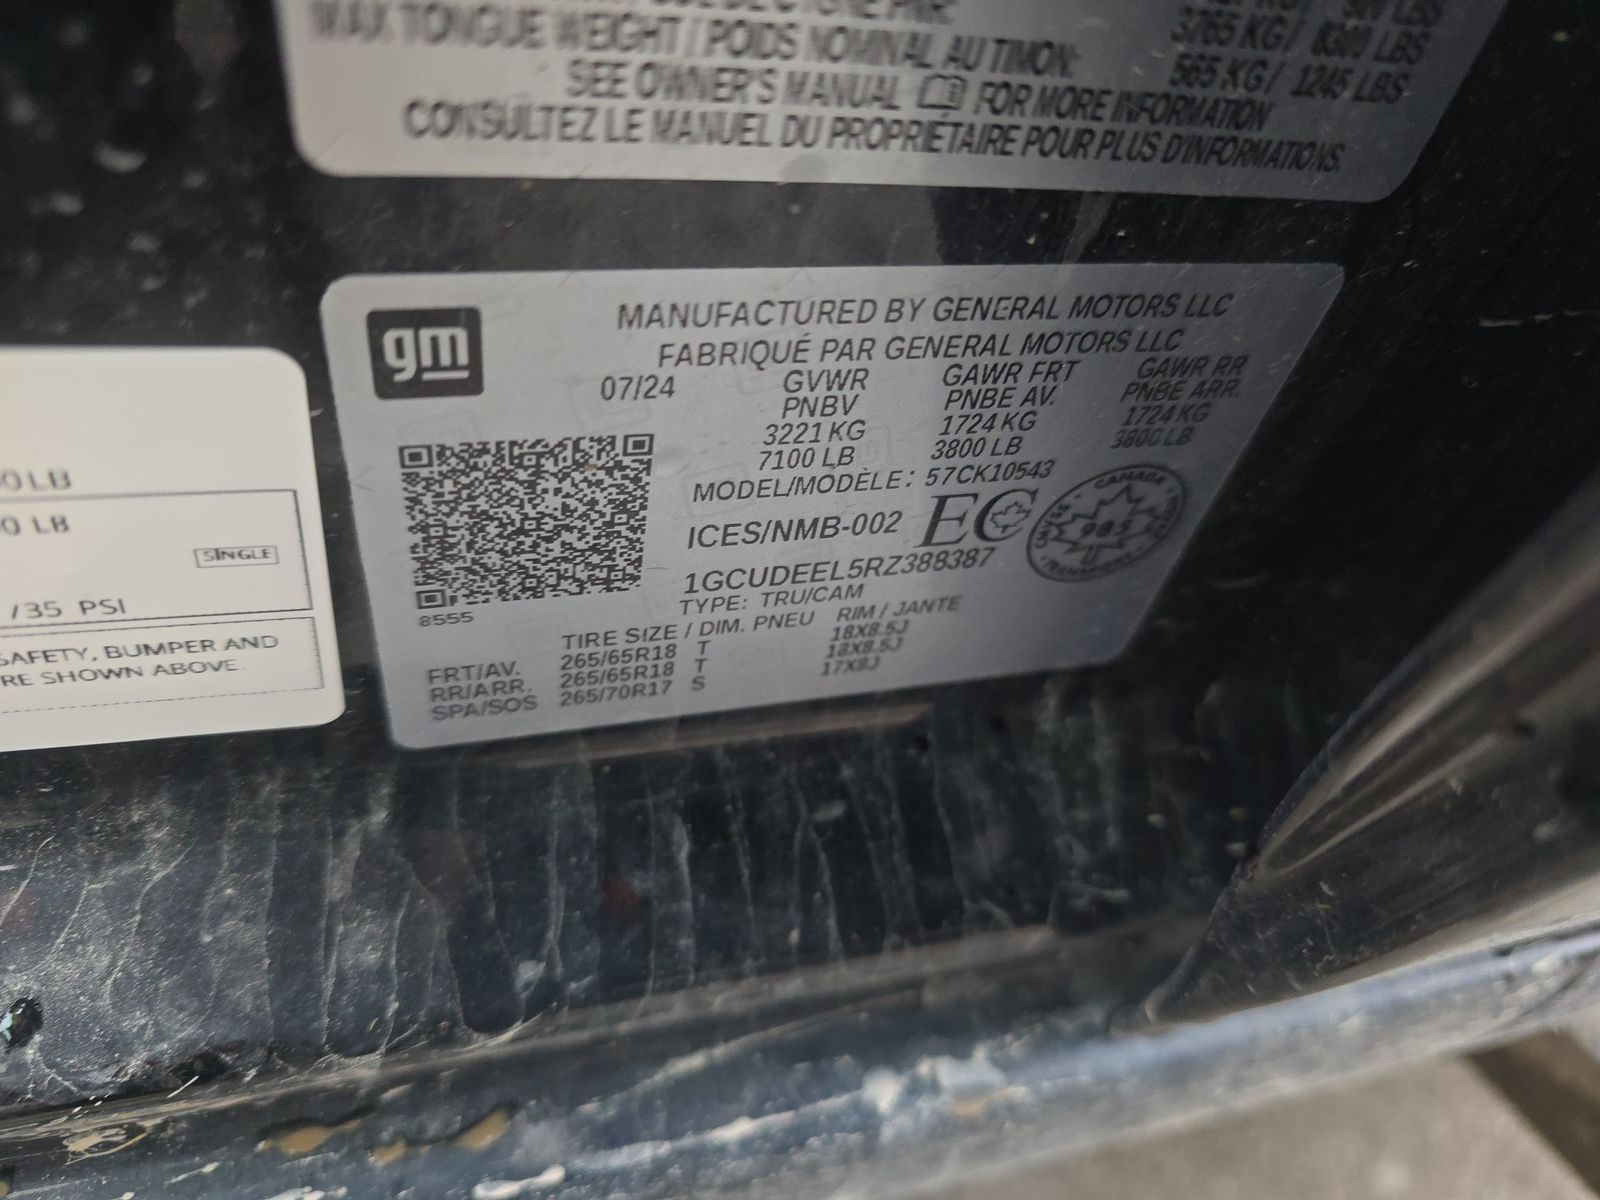 MAX TONGUE WEIGHT / POIDS NOMINAL AU TIMON:
3765 KG / 8300 LBS
565 KG / 1245 LBS
SEE OWNER'S MANUAL FOR MORE INFORMATION
CONSULTEZ LE MANUEL DU PROPRIÉTAIRE POUR PLUS D'INFORMATIONS.
gm
MANUFACTURED BY GENERAL MOTORS LLC
FABRIQUÉ PAR GENERAL MOTORS LLC
07/24 GVWR GAWR FRT GAWR RR
PNBV PNBE AV. PNBE ARR.
3221 KG 1724 KG 1724 KG
7100 LB 3800 LB 3800 LB
MODEL/MODÈLE: 57CK10543
ICES/NMB-002 EC
CANADA
985
TRANSPORT
1GCUDEEL5RZ388387
TYPE: TRU/CAM
8555
TIRE SIZE / DIM. PNEU RIM / JANTE
FRT/AV. 265/65R18 T 18X8.5J
RR/ARR. 265/65R18 T 18X8.5J
SPA/SOS 265/70R17 S 17X8J
0 LB
0 LB
SINGLE
/35 PSI
SAFETY, BUMPER AND
RE SHOWN ABOVE.